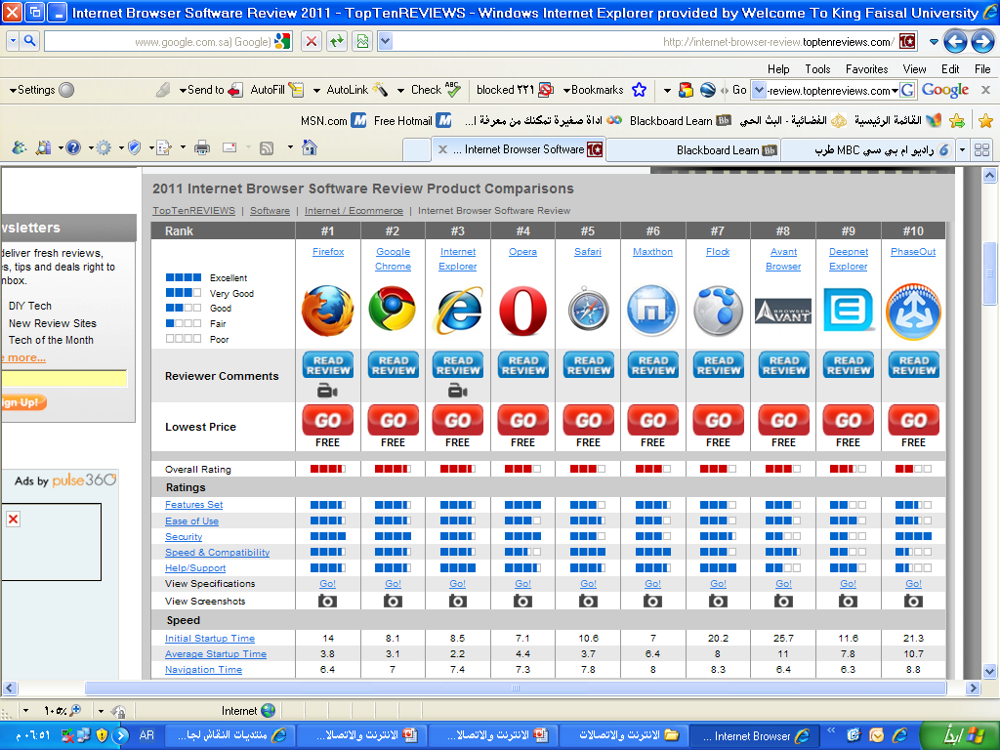 Internet Browser Software Review 2011 - TopTenREVIEWS - Windows Internet Explorer provided by Welcome To King Faisal University
www.google.com.sa) Google)
http://internet-browser-review.toptenreviews.com/
Help Tools Favorites View Edit File
Settings Send to AutoFill AutoLink Check ABC blocked ٢٢١ Bookmarks Go -review.toptenreviews.com Google
MSN.com Free Hotmail اداة صغيرة تمكنك من معرفة ا... Blackboard Learn الفضائية - البث الحي القائمة الرئيسية
... Internet Browser Software Blackboard Learn راديو ام بي سي MBC طرب
2011 Internet Browser Software Review Product Comparisons
TopTenREVIEWS | Software | Internet / Ecommerce | Internet Browser Software Review
wsletters
deliver fresh reviews,
s, tips and deals right to
nbox.
DIY Tech
New Review Sites
Tech of the Month
e more...
ign Up!
Ads by pulse360
Rank #1 #2 #3 #4 #5 #6 #7 #8 #9 #10
Firefox Google Chrome Internet Explorer Opera Safari Maxthon Flock Avant Browser Deepnet Explorer PhaseOut
Excellent
Very Good
Good
Fair
Poor
BROWSER AVANT
Reviewer Comments READ REVIEW READ REVIEW READ REVIEW READ REVIEW READ REVIEW READ REVIEW READ REVIEW READ REVIEW READ REVIEW READ REVIEW
Lowest Price GO GO GO GO GO GO GO GO GO GO
FREE FREE FREE FREE FREE FREE FREE FREE FREE FREE
Overall Rating
Ratings
Features Set
Ease of Use
Security
Speed & Compatibility
Help/Support
View Specifications Go! Go! Go! Go! Go! Go! Go! Go! Go! Go!
View Screenshots
Speed
Initial Startup Time 14 8.1 8.5 7.1 10.6 7 20.2 25.7 11.6 21.3
Average Startup Time 3.8 3.1 2.2 4.4 3.7 6.4 8 11 7.8 10.7
Navigation Time 6.4 7 7.4 7.3 7.8 8 8.3 6.4 6.3 8.8
١٠٥% Internet
٠٦:٥١ م AR منتديات النقاش لجا... الانترنت والاتصالا... الانترنت والاتصالا... الانترنت والاتصالات ... Internet Browser ابدأ